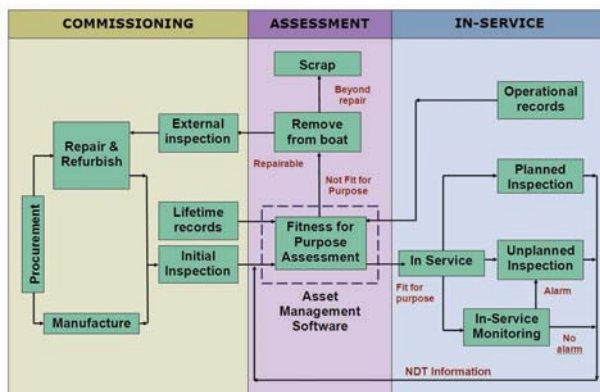 COMMISSIONING
ASSESSMENT
IN-SERVICE
Scrap
Beyond
repair
Operational
records
External
inspection
Remove
from boat
Repair &
Refurbish
Repairable
Not Fit for
Purpose
Planned
Inspection
Procurement
Lifetime
records
Fitness for
Purpose
Assessment
Initial
Inspection
In Service
Unplanned
Inspection
Fit for
purpose
Alarm
Asset
Management
Software
Manufacture
In-Service
Monitoring
No
alarm
NDT Information